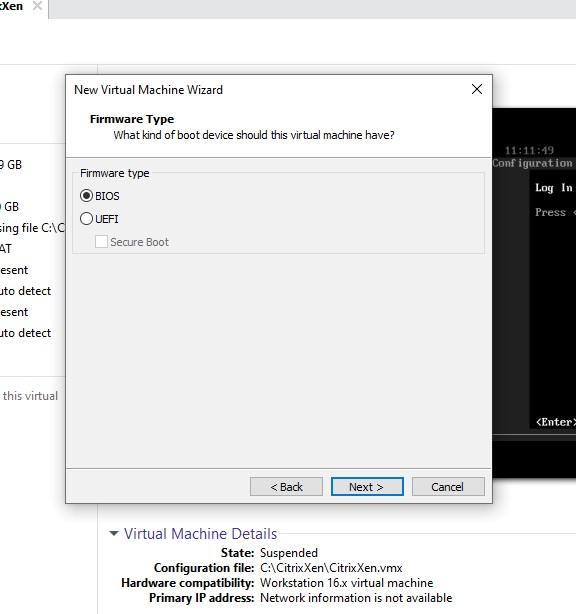 xXen
New Virtual Machine Wizard
Firmware Type
What kind of boot device should this virtual machine have?
Firmware type
BIOS
UEFI
Secure Boot
< Back
Next >
Cancel
9 GB
GB
sing file C:\C
AT
esent
uto detect
esent
uto detect
this virtual
11:11:49
Configuration
Log In
Press <
<Enter>
Virtual Machine Details
State: Suspended
Configuration file: C:\CitrixXen\CitrixXen.vmx
Hardware compatibility: Workstation 16.x virtual machine
Primary IP address: Network information is not available